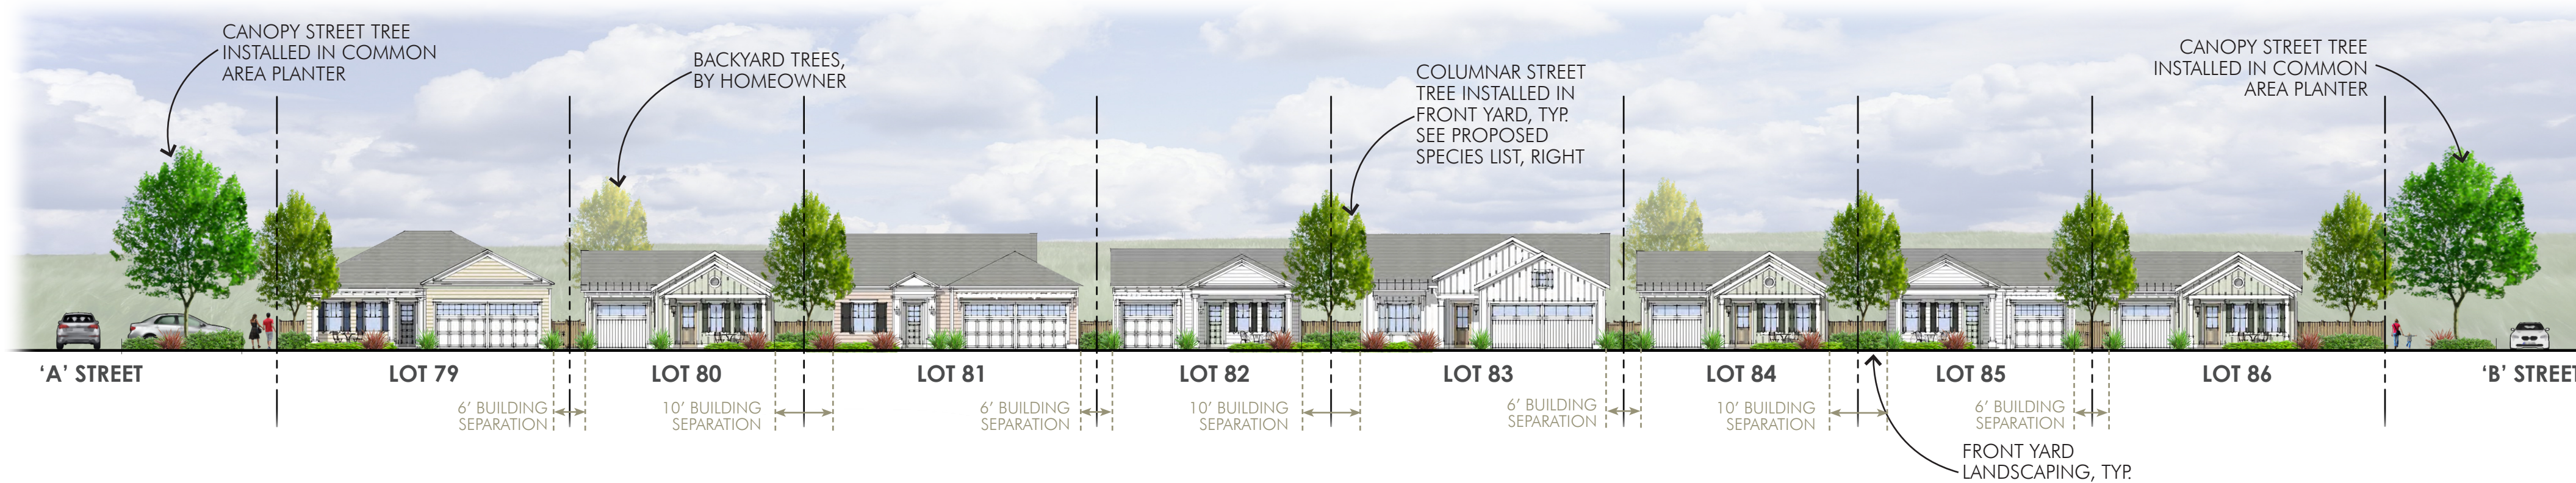 CANOPY STREET TREE
INSTALLED IN COMMON
AREA PLANTER
BACKYARD TREES,
BY HOMEOWNER
COLUMNAR STREET
TREE INSTALLED IN
FRONT YARD, TYP.
SEE PROPOSED
SPECIES LIST, RIGHT
CANOPY STREET TREE
INSTALLED IN COMMON
AREA PLANTER
‘A’ STREET
LOT 79
LOT 80
LOT 81
LOT 82
LOT 83
LOT 84
LOT 85
LOT 86
‘B’ STREET
6’ BUILDING
SEPARATION
10’ BUILDING
SEPARATION
6’ BUILDING
SEPARATION
10’ BUILDING
SEPARATION
6’ BUILDING
SEPARATION
10’ BUILDING
SEPARATION
6’ BUILDING
SEPARATION
FRONT YARD
LANDSCAPING, TYP.